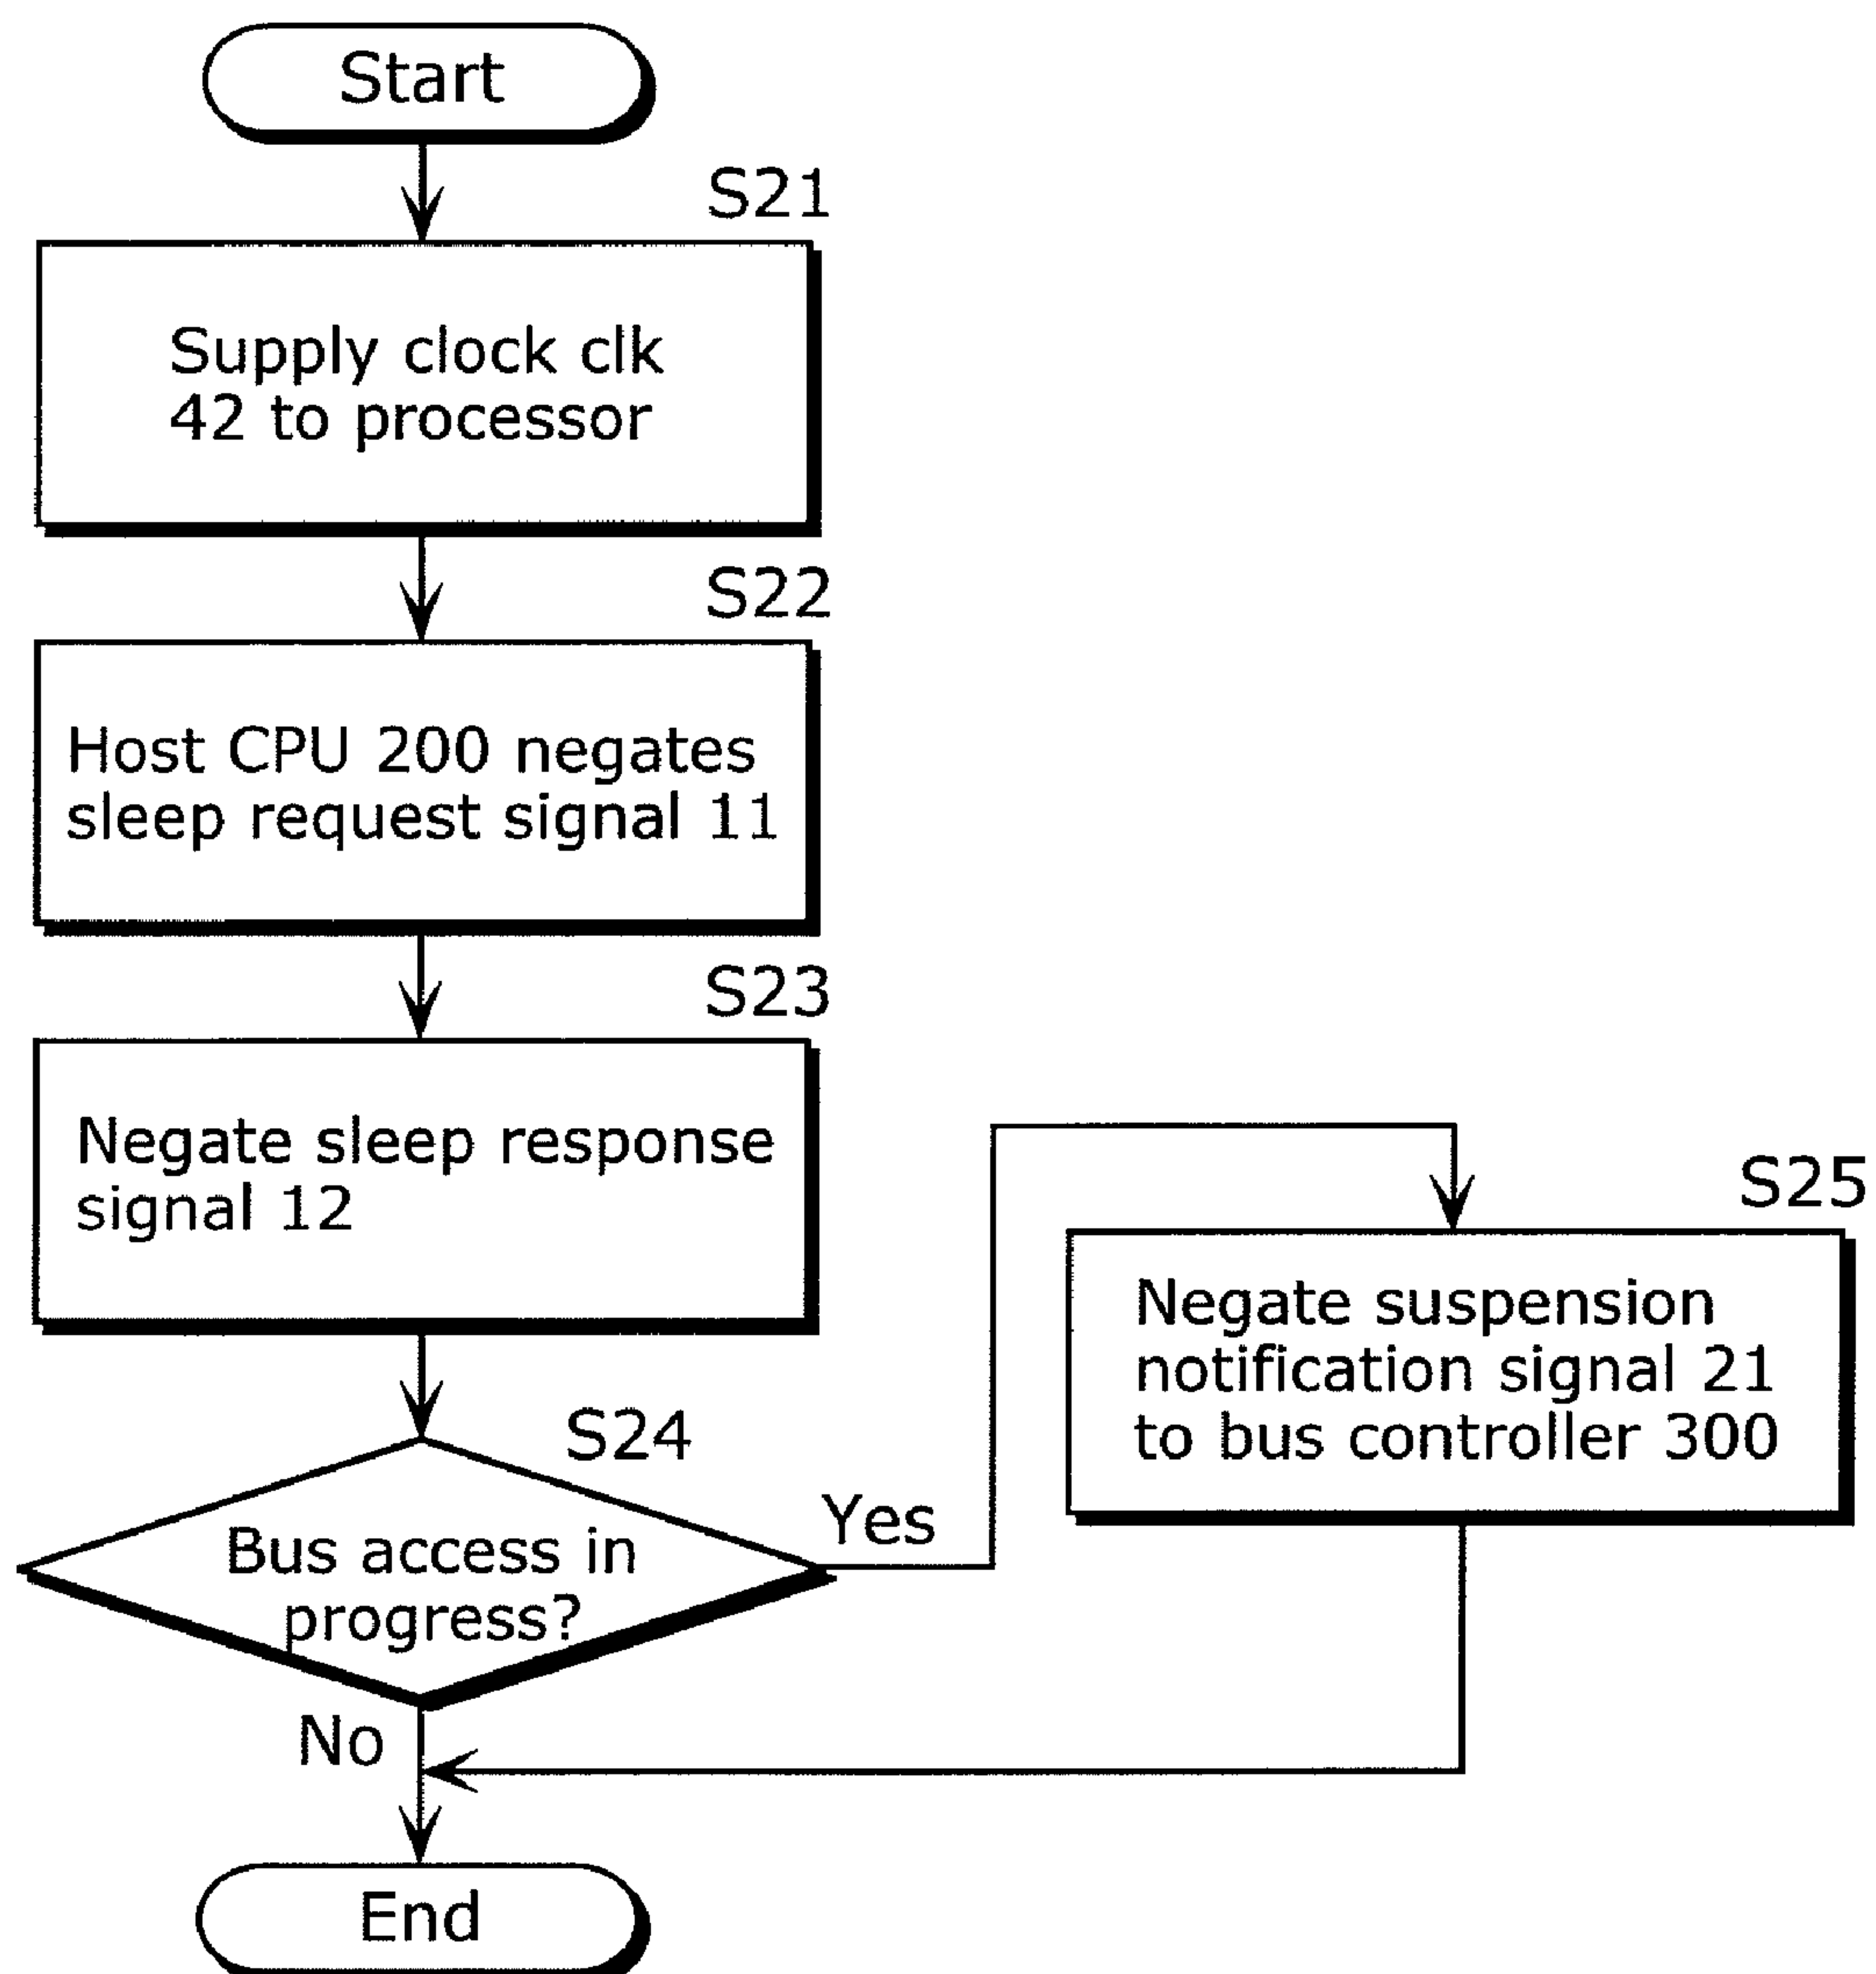 Start
S21
Supply clock clk
42 to processor
S22
Host CPU 200 negates
sleep request signal 11
S23
Negate sleep response
signal 12
S24
Bus access in
progress?
Yes
No
S25
Negate suspension
notification signal 21
to bus controller 300
End